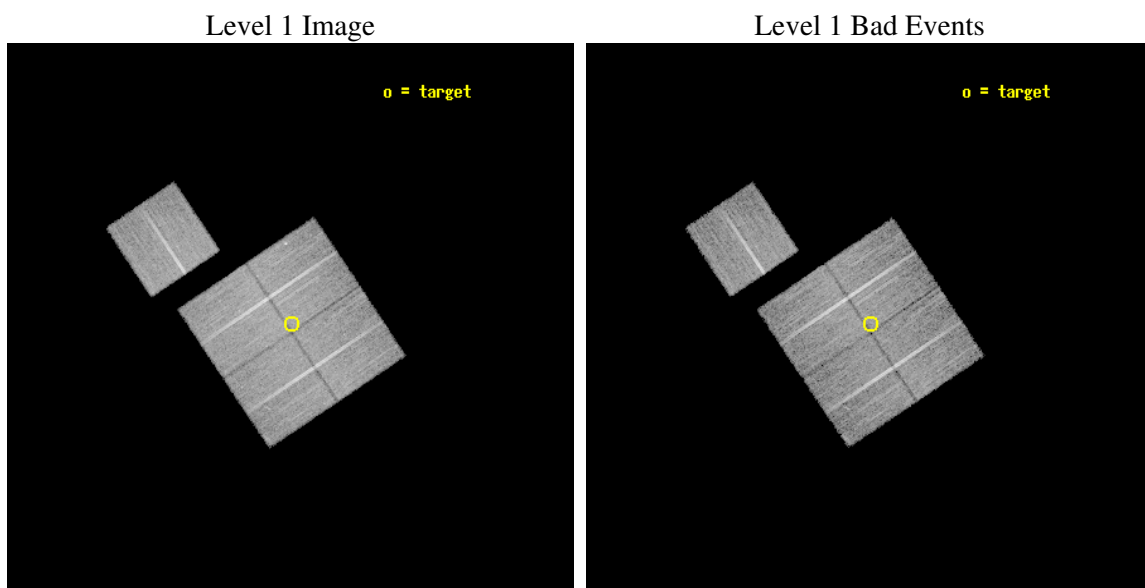 Level 1 Image
Level 1 Bad Events
o = target
o = target